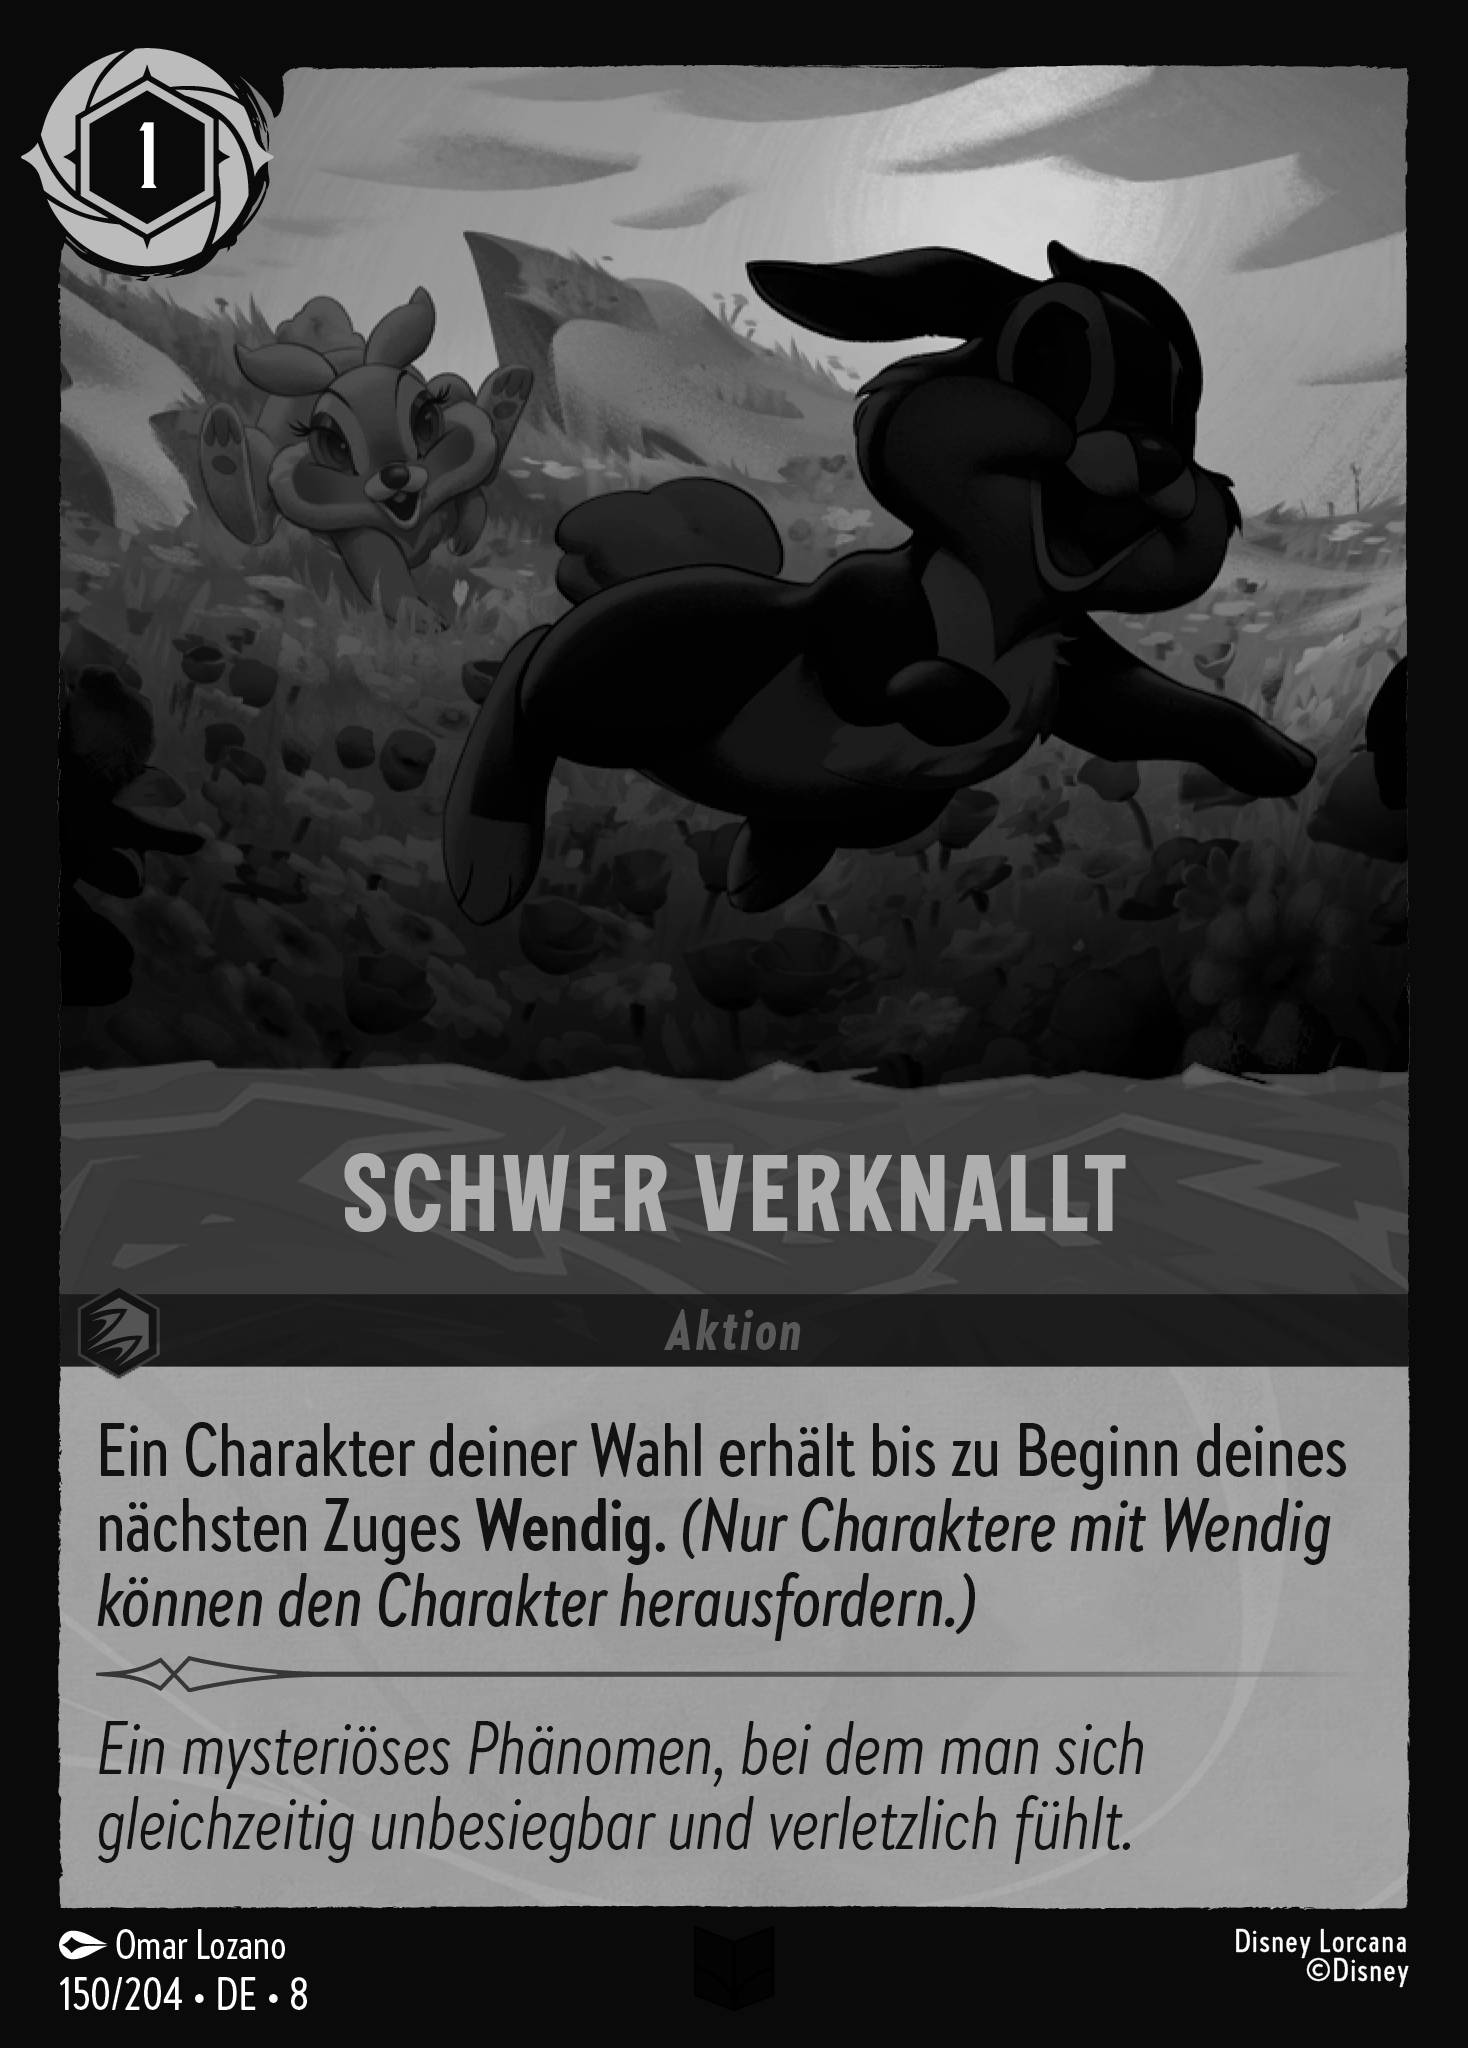 1
SCHWER VERKNALLT
Aktion
Ein Charakter deiner Wahl erhält bis zu Beginn deines
nächsten Zuges Wendig. (Nur Charaktere mit Wendig
können den Charakter herausfordern.)
Ein mysteriöses Phänomen, bei dem man sich
gleichzeitig unbesiegbar und verletzlich fühlt.
Omar Lozano
150/204 • DE • 8
Disney Lorcana
©Disney